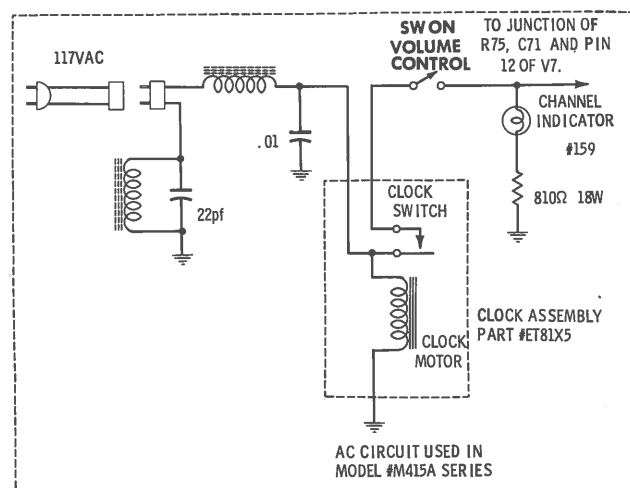 117VAC
SW ON
VOLUME
CONTROL
TO JUNCTION OF
R75, C71 AND PIN
12 OF V7.
CHANNEL
INDICATOR
#159
.01
22pf
810Ω 18W
CLOCK
SWITCH
CLOCK
MOTOR
CLOCK ASSEMBLY
PART #ET81X5
AC CIRCUIT USED IN
MODEL #M415A SERIES